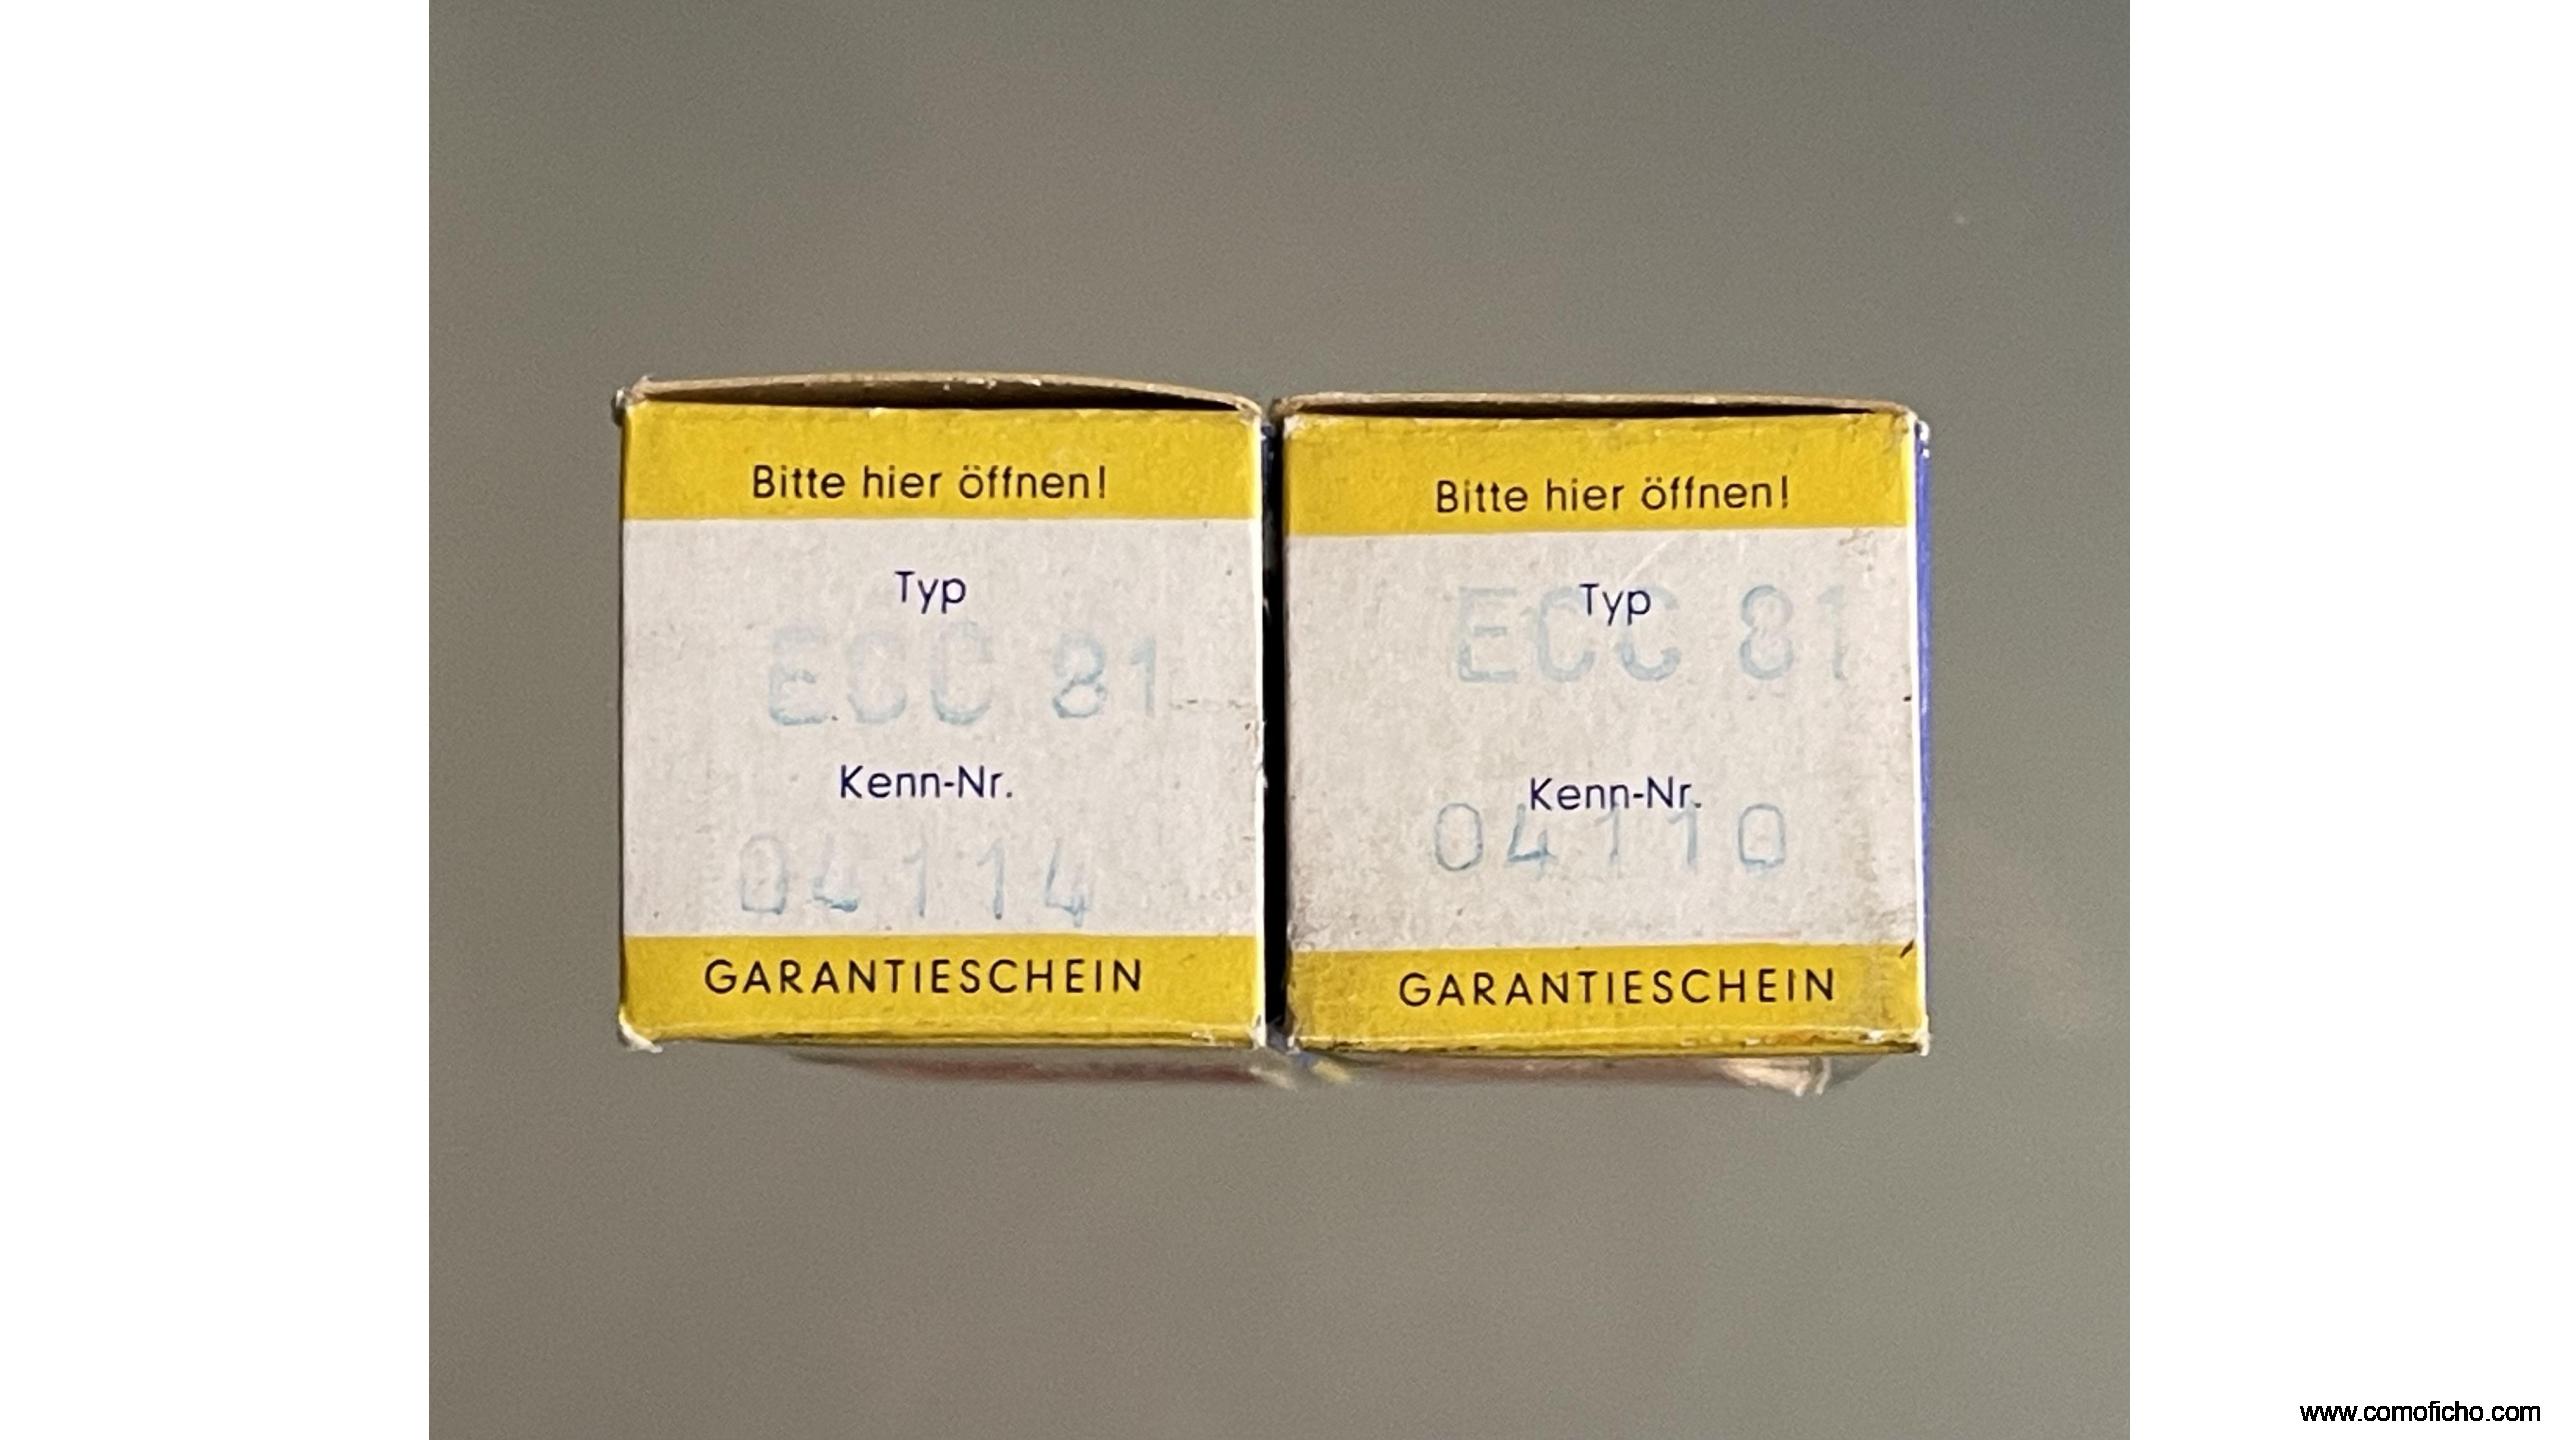 Bitte hier öffnen!
Typ
ECC 81
Kenn-Nr.
04114
GARANTIESCHEIN
Bitte hier öffnen!
Typ
ECC 81
Kenn-Nr.
04110
GARANTIESCHEIN
www.comoficho.com